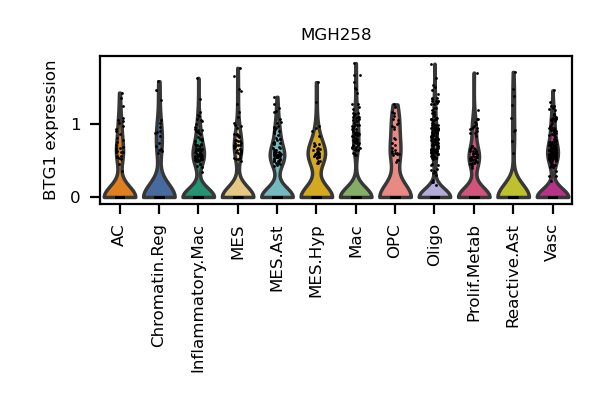 MGH258
BTG1 expression
1
0
AC
Chromatin.Reg
Inflammatory.Mac
MES
MES.Ast
MES.Hyp
Mac
OPC
Oligo
Prolif.Metab
Reactive.Ast
Vasc